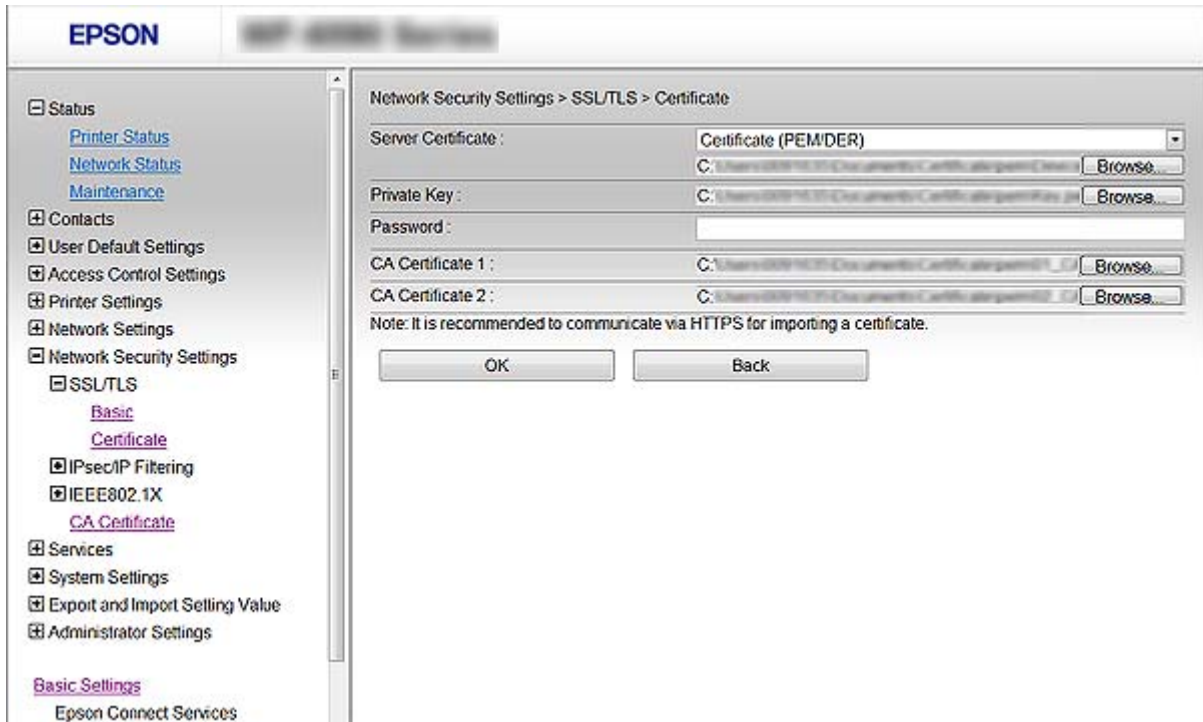 EPSON
Status
Printer Status
Network Status
Maintenance
Contacts
User Default Settings
Access Control Settings
Printer Settings
Network Settings
Network Security Settings
SSL/TLS
Basic
Certificate
IPsec/IP Filtering
IEEE802.1X
CA Certificate
Services
System Settings
Export and Import Setting Value
Administrator Settings
Basic Settings
Epson Connect Services
Network Security Settings > SSL/TLS > Certificate
Server Certificate : Certificate (PEM/DER)
C: Browse...
Private Key : C: Browse...
Password :
CA Certificate 1 : C: Browse...
CA Certificate 2 : C: Browse...
Note: It is recommended to communicate via HTTPS for importing a certificate.
OK Back